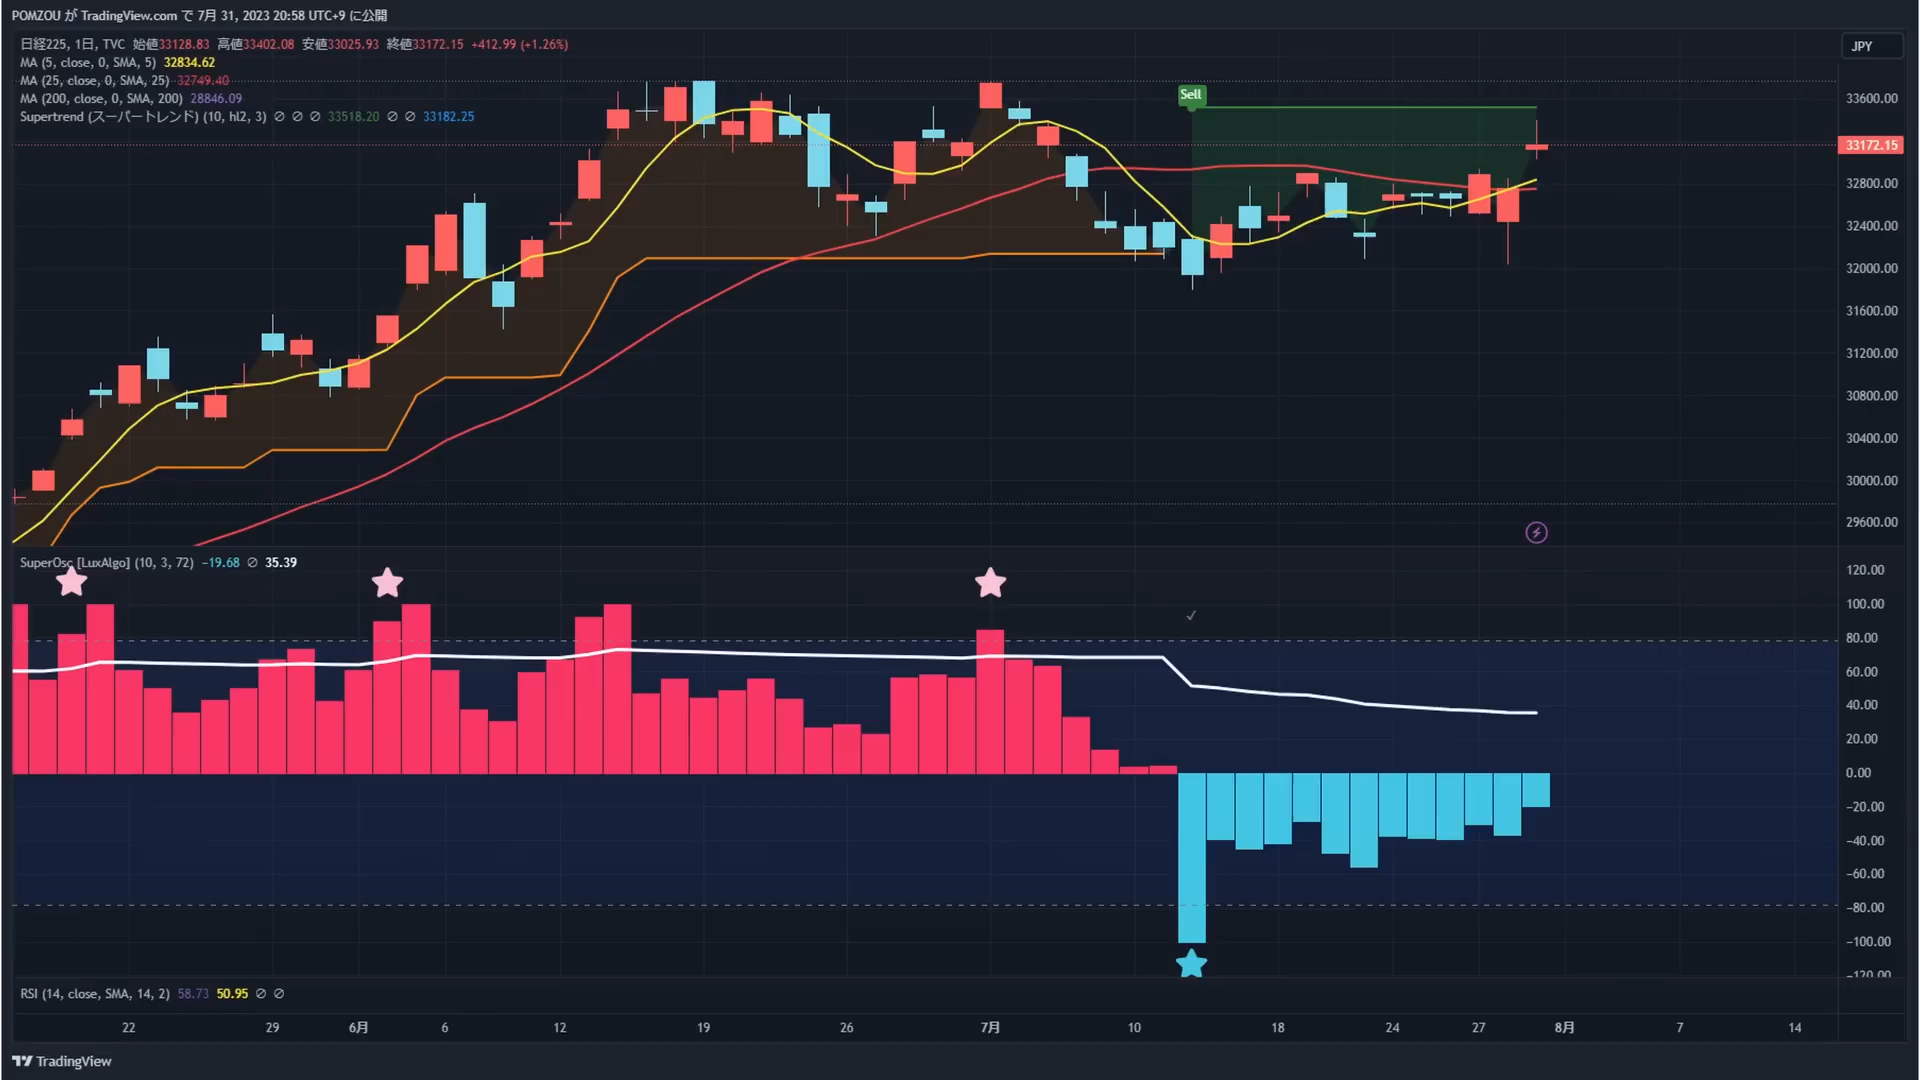 POMZOU が TradingView.com で 7月 31, 2023 20:58 UTC+9 に公開
日経225, 1日, TVC 始値33128.83 高値33402.08 安値33025.93 終値33172.15 +412.99 (+1.26%)
MA (5, close, 0, SMA, 5) 32834.62
MA (25, close, 0, SMA, 25) 32749.40
MA (200, close, 0, SMA, 200) 28846.09
Supertrend (スーパートレンド) (10, hl2, 3) ∅ ∅ ∅ 33518.20 ∅ ∅ 33182.25
Sell
JPY
33600.00
33172.15
32800.00
32400.00
32000.00
31600.00
31200.00
30800.00
30400.00
30000.00
29600.00
SuperOsc [LuxAlgo] (10, 3, 72) −19.68 ∅ 35.39
120.00
100.00
80.00
60.00
40.00
20.00
0.00
−20.00
−40.00
−60.00
−80.00
−100.00
−120.00
RSI (14, close, SMA, 14, 2) 58.73 50.95 ∅ ∅
22 29 6月 6 12 19 26 7月 10 18 24 27 8月 7 14
TradingView